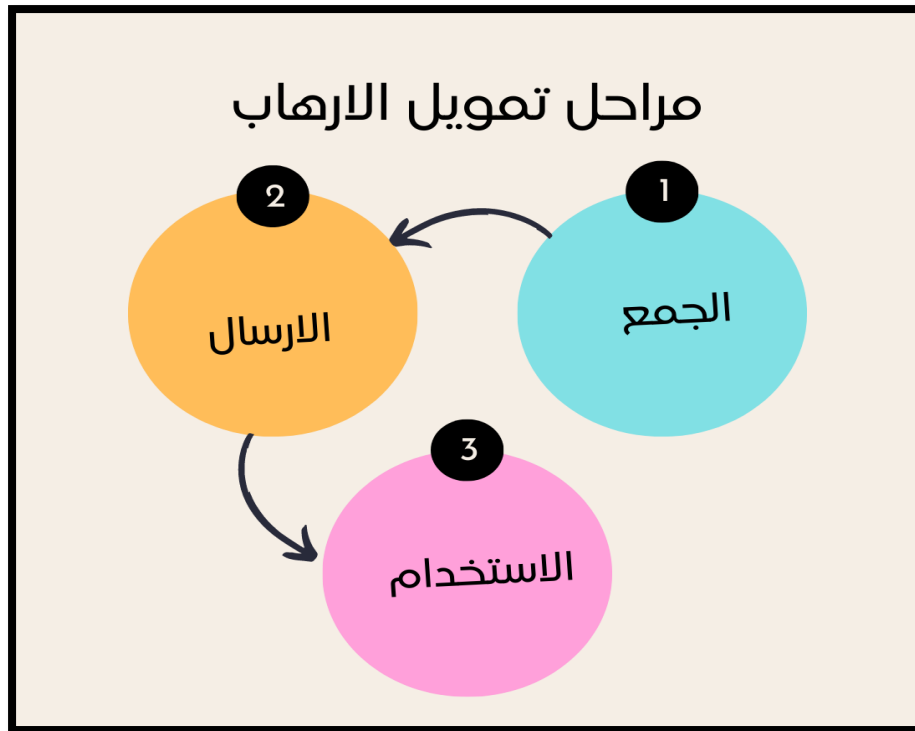 مراحل تمويل الارهاب
1
الجمع
2
الارسال
3
الاستخدام